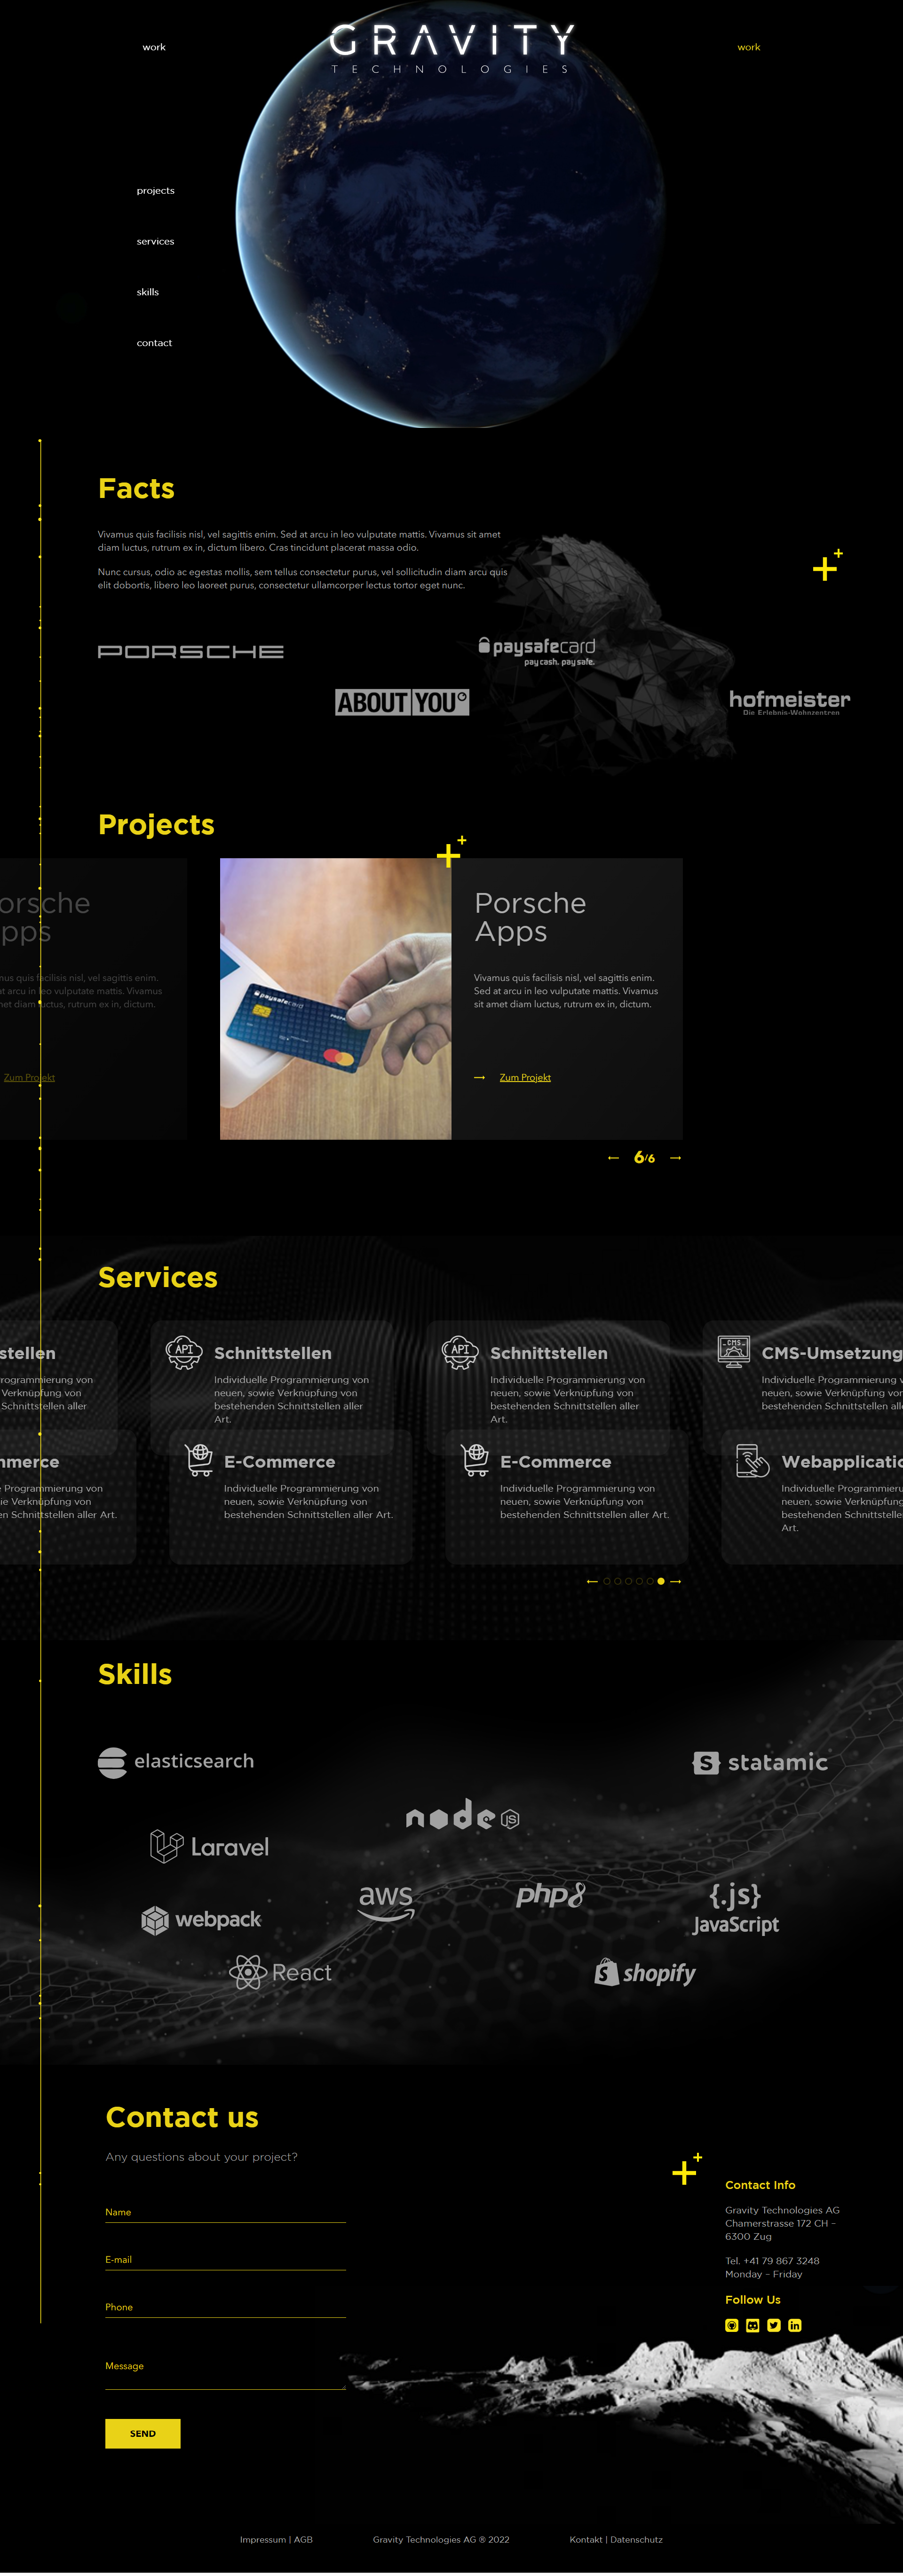 work
GRAVITY
TECHNOLOGIES
work
projects
services
skills
contact
Facts
Vivamus quis facilisis nisl, vel sagittis enim. Sed at arcu in leo vulputate mattis. Vivamus sit amet
diam luctus, rutrum ex in, dictum libero. Cras tincidunt placerat massa odio.
Nunc cursus, odio ac egestas mollis, sem tellus consectetur purus, vel sollicitudin diam arcu quis
elit dobortis, libero leo laoreet purus, consectetur ullamcorper lectus tortor eget nunc.
PORSCHE
paysafecard
pay cash. pay safe.
ABOUT YOU°
hofmeister
Die Erlebnis-Wohnzentren
Projects
orsche
pps
mus quis facilisis nisl, vel sagittis enim.
at arcu in leo vulputate mattis. Vivamus
met diam luctus, rutrum ex in, dictum.
Zum Projekt
paysafecard
Porsche
Apps
Vivamus quis facilisis nisl, vel sagittis enim.
Sed at arcu in leo vulputate mattis. Vivamus
sit amet diam luctus, rutrum ex in, dictum.
Zum Projekt
6/6
Services
stellen
rogrammierung von
Verknüpfung von
Schnittstellen aller
API
Schnittstellen
Individuelle Programmierung von
neuen, sowie Verknüpfung von
bestehenden Schnittstellen aller
Art.
API
Schnittstellen
Individuelle Programmierung von
neuen, sowie Verknüpfung von
bestehenden Schnittstellen aller
Art.
CMS
CMS-Umsetzung
Individuelle Programmierung v
neuen, sowie Verknüpfung von
bestehenden Schnittstellen alle
mmerce
Programmierung von
ie Verknüpfung von
en Schnittstellen aller Art.
E-Commerce
Individuelle Programmierung von
neuen, sowie Verknüpfung von
bestehenden Schnittstellen aller Art.
E-Commerce
Individuelle Programmierung von
neuen, sowie Verknüpfung von
bestehenden Schnittstellen aller Art.
Webapplicatio
Individuelle Programmieru
neuen, sowie Verknüpfung
bestehenden Schnittstelle
Art.
Skills
elasticsearch
S statamic
node JS
Laravel
aws
php8
{.js}
JavaScript
webpack
React
shopify
Contact us
Any questions about your project?
Name
E-mail
Phone
Message
SEND
Contact Info
Gravity Technologies AG
Chamerstrasse 172 CH –
6300 Zug
Tel. +41 79 867 3248
Monday – Friday
Follow Us
in
Impressum | AGB
Gravity Technologies AG ® 2022
Kontakt | Datenschutz